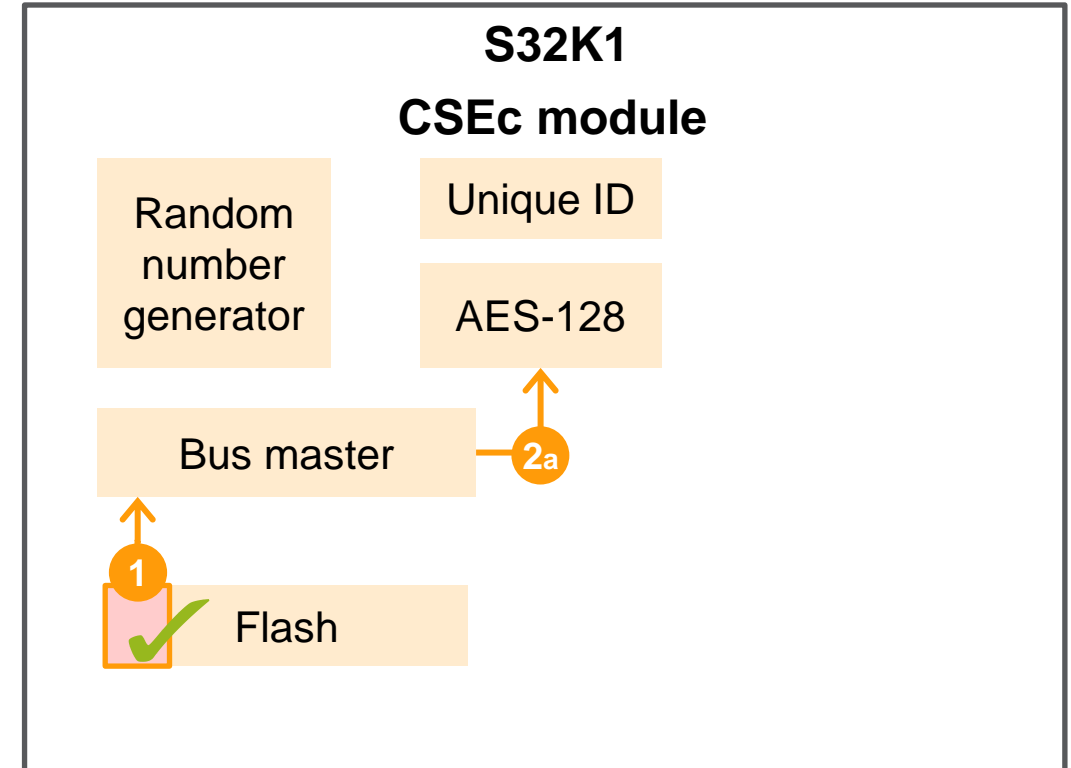 S32K1
CSEc module
Random
number
generator
Unique ID
AES-128
Bus master
2a
1
Flash